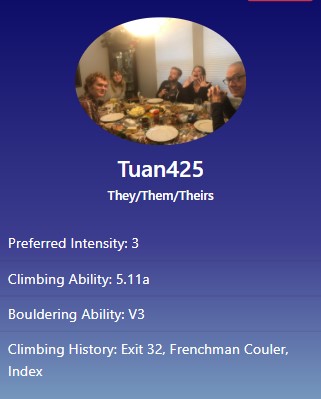 Tuan425
They/Them/Theirs
Preferred Intensity: 3
Climbing Ability: 5.11a
Bouldering Ability: V3
Climbing History: Exit 32, Frenchman Couler,
Index